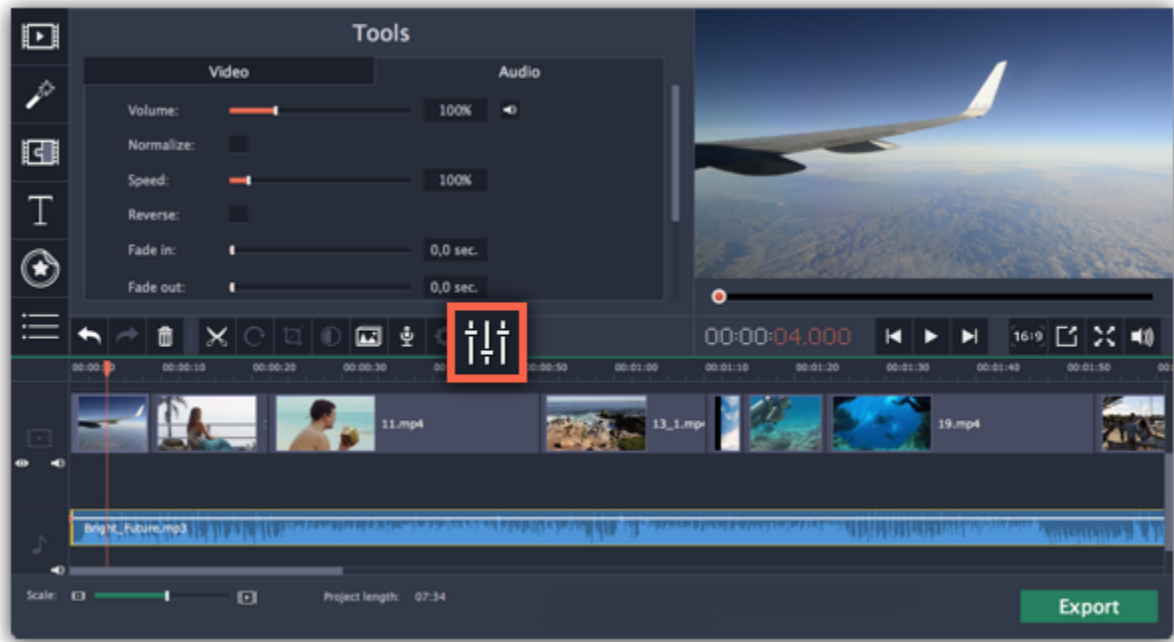 Tools
Video Audio
Volume: 100%
Normalize:
Speed: 100%
Reverse:
Fade in: 0,0 sec.
Fade out: 0,0 sec.
T
00:00:04.000 16:9
00:00:10 00:00:20 00:00:30 00:00:50 00:01:00 00:01:10 00:01:20 00:01:30 00:01:40 00:01:50
11.mp4 13_1.mp4 19.mp4
Bright_Future.mp3
Scale: Project length: 07:34
Export